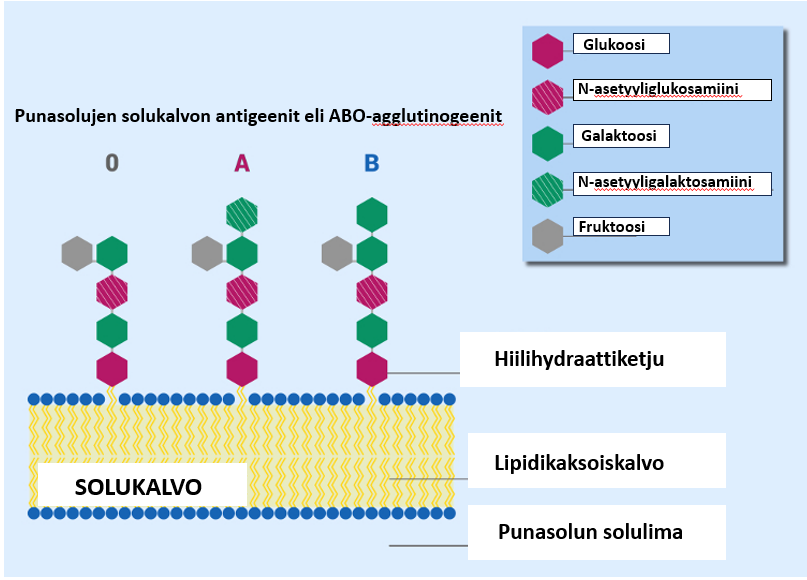 Glukoosi
N-asetyyliglukosamiini
Galaktoosi
N-asetyyligalaktosamiini
Fruktoosi
Punasolujen solukalvon antigeenit eli ABO-agglutinogeenit
0 A B
Hiilihydraattiketju
Lipidikaksoiskalvo
SOLUKALVO
Punasolun solulima